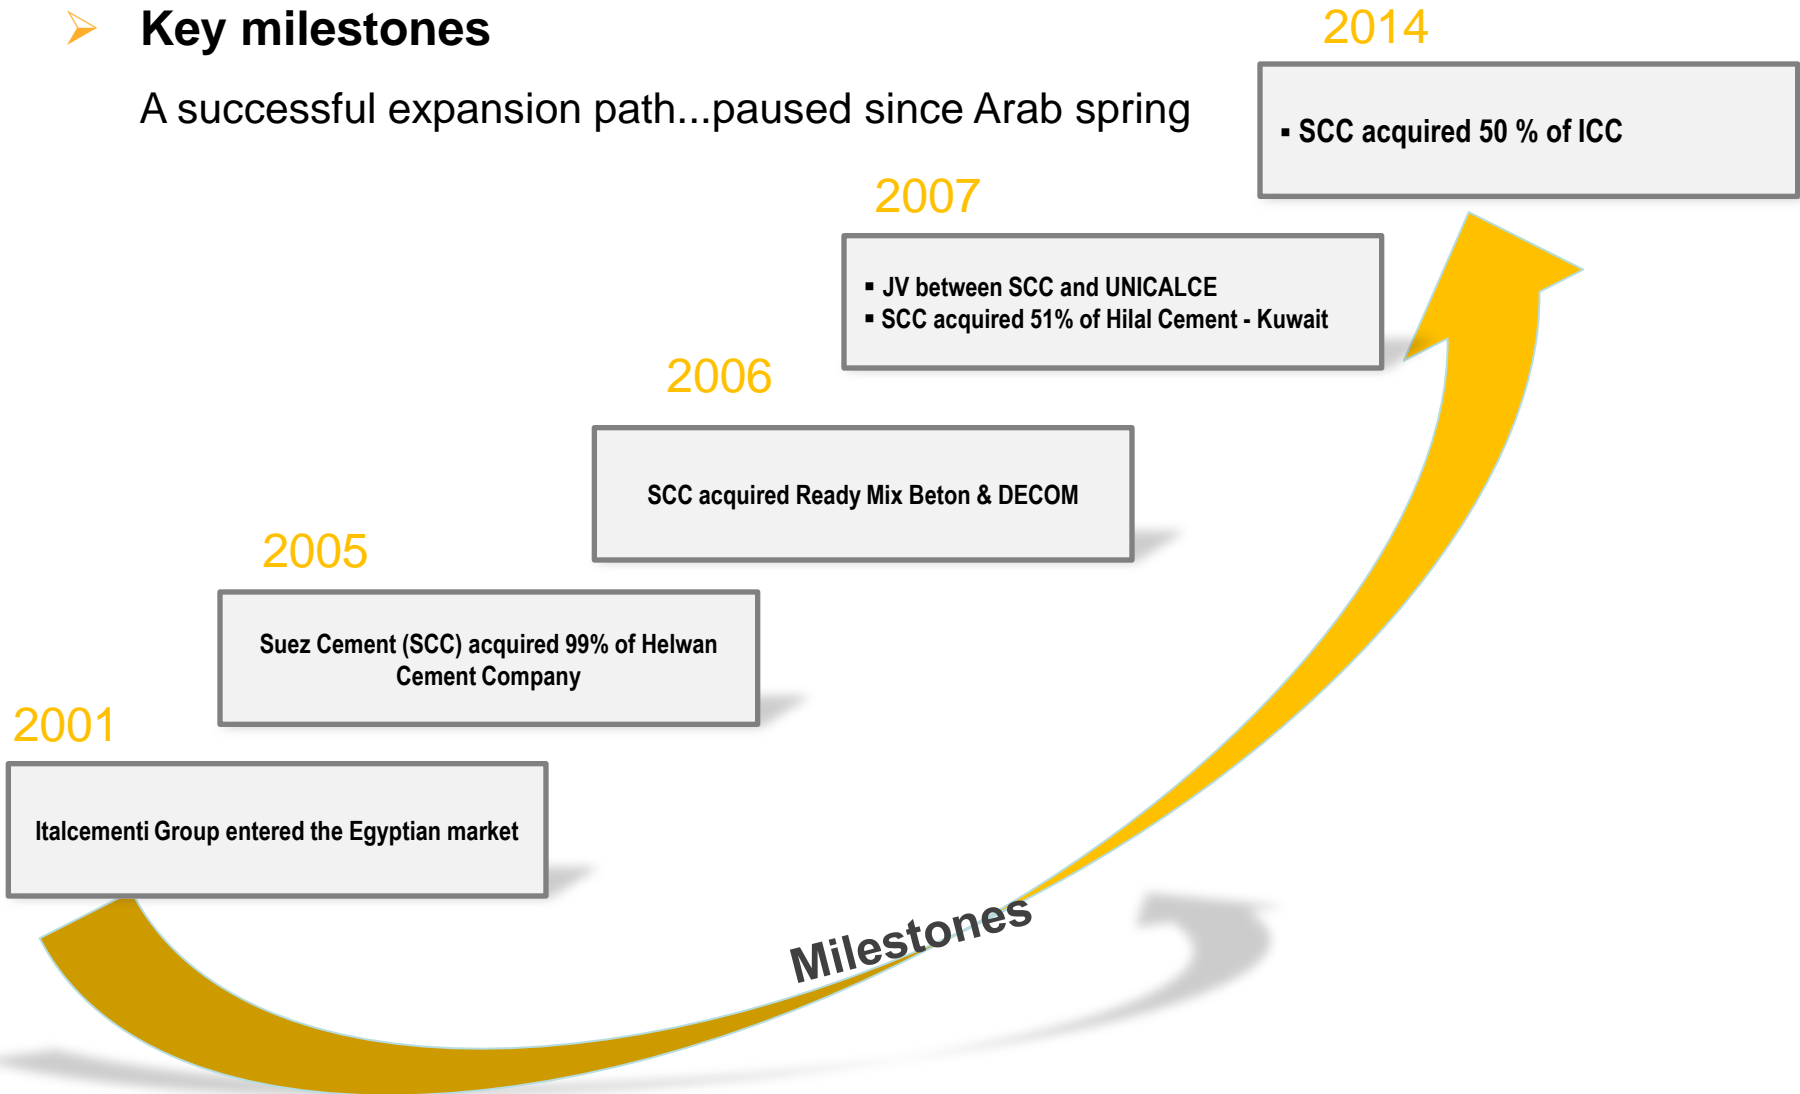 ➢ Key milestones
A successful expansion path...paused since Arab spring
2014
▪ SCC acquired 50 % of ICC
2007
▪ JV between SCC and UNICALCE
▪ SCC acquired 51% of Hilal Cement - Kuwait
2006
SCC acquired Ready Mix Beton & DECOM
2005
Suez Cement (SCC) acquired 99% of Helwan
Cement Company
2001
Italcementi Group entered the Egyptian market
Milestones